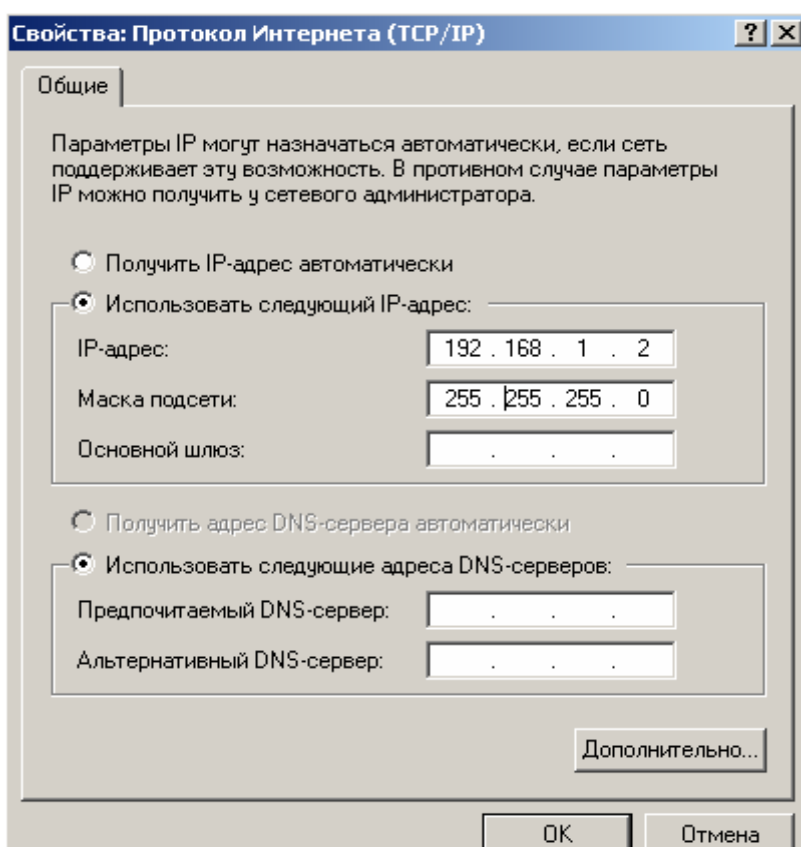 Свойства: Протокол Интернета (TCP/IP)
Общие
Параметры IP могут назначаться автоматически, если сеть
поддерживает эту возможность. В противном случае параметры
IP можно получить у сетевого администратора.
Получить IP-адрес автоматически
Использовать следующий IP-адрес:
IP-адрес: 192 . 168 . 1 . 2
Маска подсети: 255 . 255 . 255 . 0
Основной шлюз: . . .
Получить адрес DNS-сервера автоматически
Использовать следующие адреса DNS-серверов:
Предпочитаемый DNS-сервер: . . .
Альтернативный DNS-сервер: . . .
Дополнительно...
OK Отмена